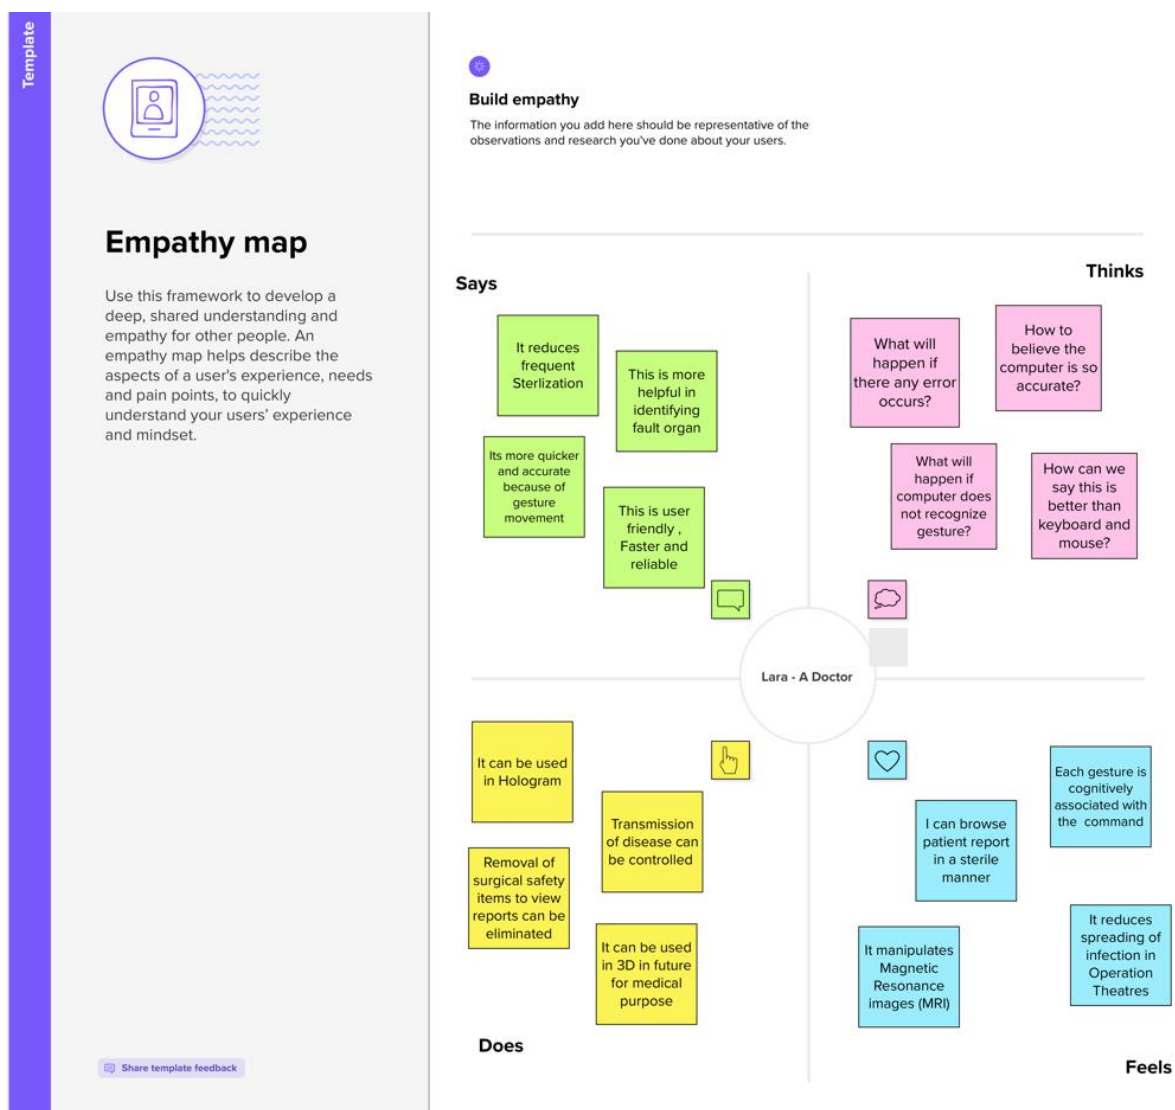 Template
Empathy map
Use this framework to develop a
deep, shared understanding and
empathy for other people. An
empathy map helps describe the
aspects of a user's experience, needs
and pain points, to quickly
understand your users' experience
and mindset.
Share template feedback
Build empathy
The information you add here should be representative of the
observations and research you've done about your users.
Says
It reduces
frequent
Sterlization
This is more
helpful in
identifying
fault organ
Its more quicker
and accurate
because of
gesture
movement
This is user
friendly ,
Faster and
reliable
Thinks
What will
happen if
there any error
occurs?
How to
believe the
computer is so
accurate?
What will
happen if
computer does
not recognize
gesture?
How can we
say this is
better than
keyboard and
mouse?
Lara - A Doctor
It can be used
in Hologram
Transmission
of disease can
be controlled
Removal of
surgical safety
items to view
reports can be
eliminated
It can be used
in 3D in future
for medical
purpose
Does
Each gesture is
cognitively
associated with
the command
I can browse
patient report
in a sterile
manner
It manipulates
Magnetic
Resonance
images (MRI)
It reduces
spreading of
infection in
Operation
Theatres
Feels